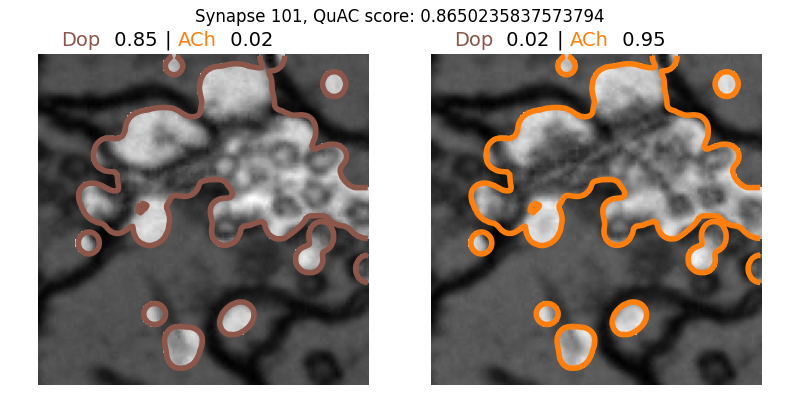 Synapse 101, QuAC score: 0.8650235837573794
Dop 0.85 | ACh 0.02
Dop 0.02 | ACh 0.95